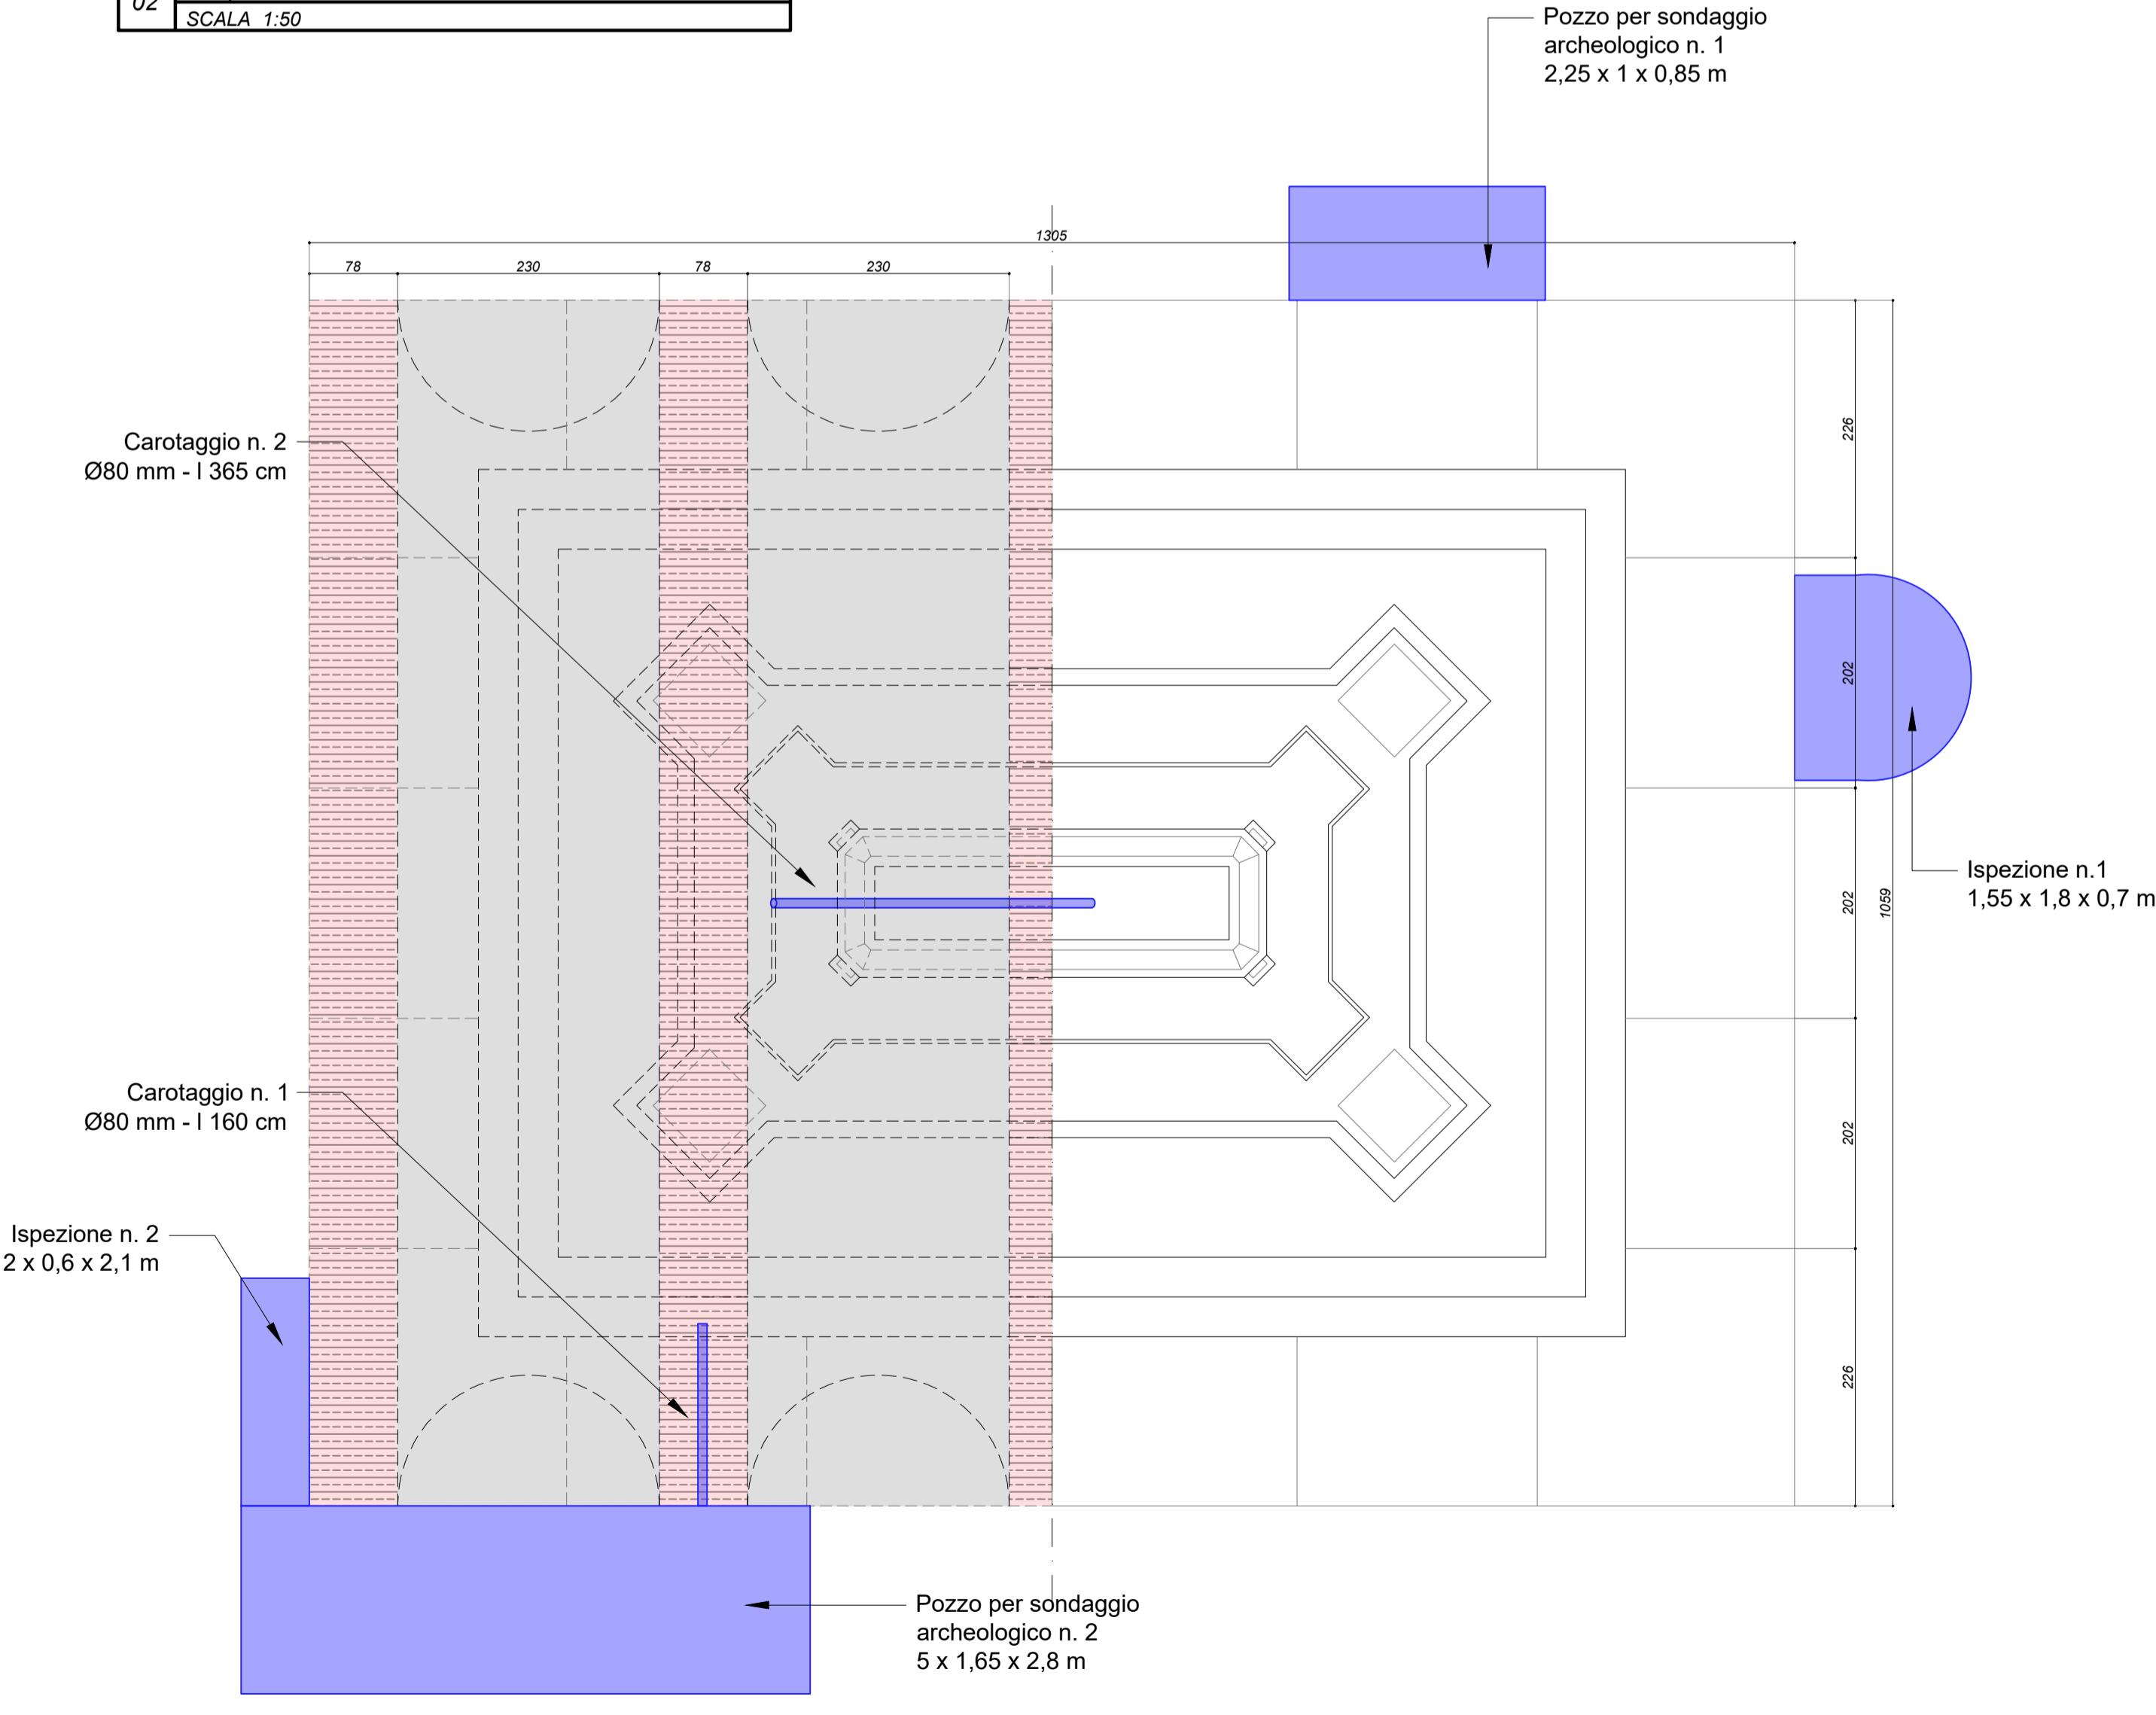 02
SCALA 1:50
Pozzo per sondaggio
archeologico n. 1
2,25 x 1 x 0,85 m
1305
78
230
78
230
226
Carotaggio n. 2
Ø80 mm - l 365 cm
202
Ispezione n.1
1,55 x 1,8 x 0,7 m
202
1059
Carotaggio n. 1
Ø80 mm - l 160 cm
202
Ispezione n. 2
2 x 0,6 x 2,1 m
226
Pozzo per sondaggio
archeologico n. 2
5 x 1,65 x 2,8 m